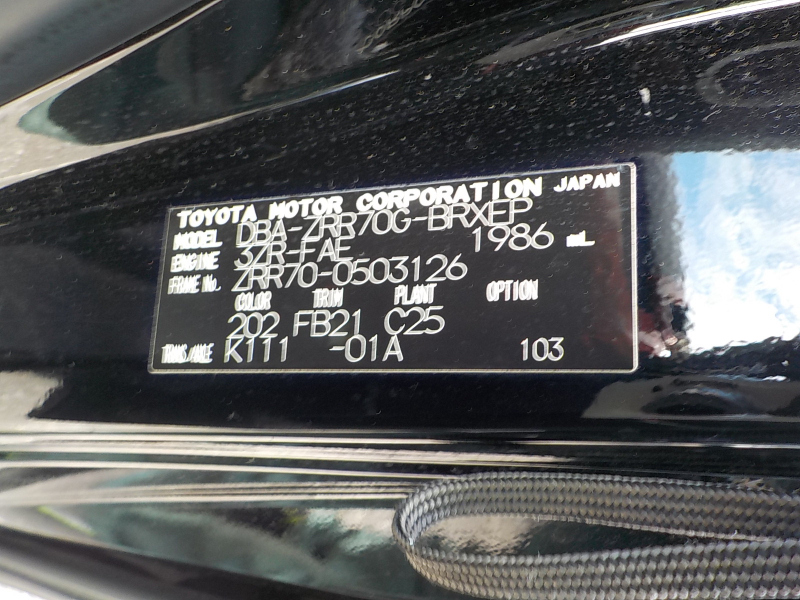 TOYOTA MOTOR CORPORATION JAPAN
MODEL DBA-ZRR70G-BRXEP
ENGINE 3ZR-FAE 1986 mL
FRAME No. ZRR70-0503126
COLOR TRIM PLANT OPTION
202 FB21 C25
TRANS/AXLE K111 -01A 103